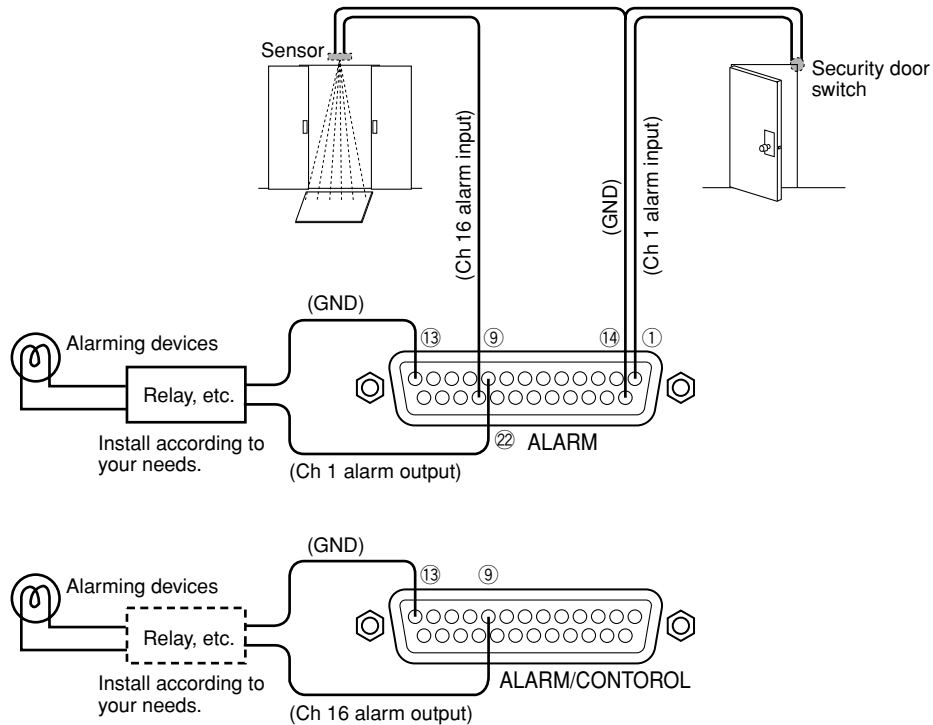 Sensor
Security door
switch
(Ch 16 alarm input)
(GND)
(Ch 1 alarm input)
(GND)
⑬ ⑨ ⑭ ①
Alarming devices
Relay, etc.
Install according to
your needs.
㉒ ALARM
(Ch 1 alarm output)
(GND)
⑬ ⑨
Alarming devices
Relay, etc.
Install according to
your needs.
ALARM/CONTOROL
(Ch 16 alarm output)